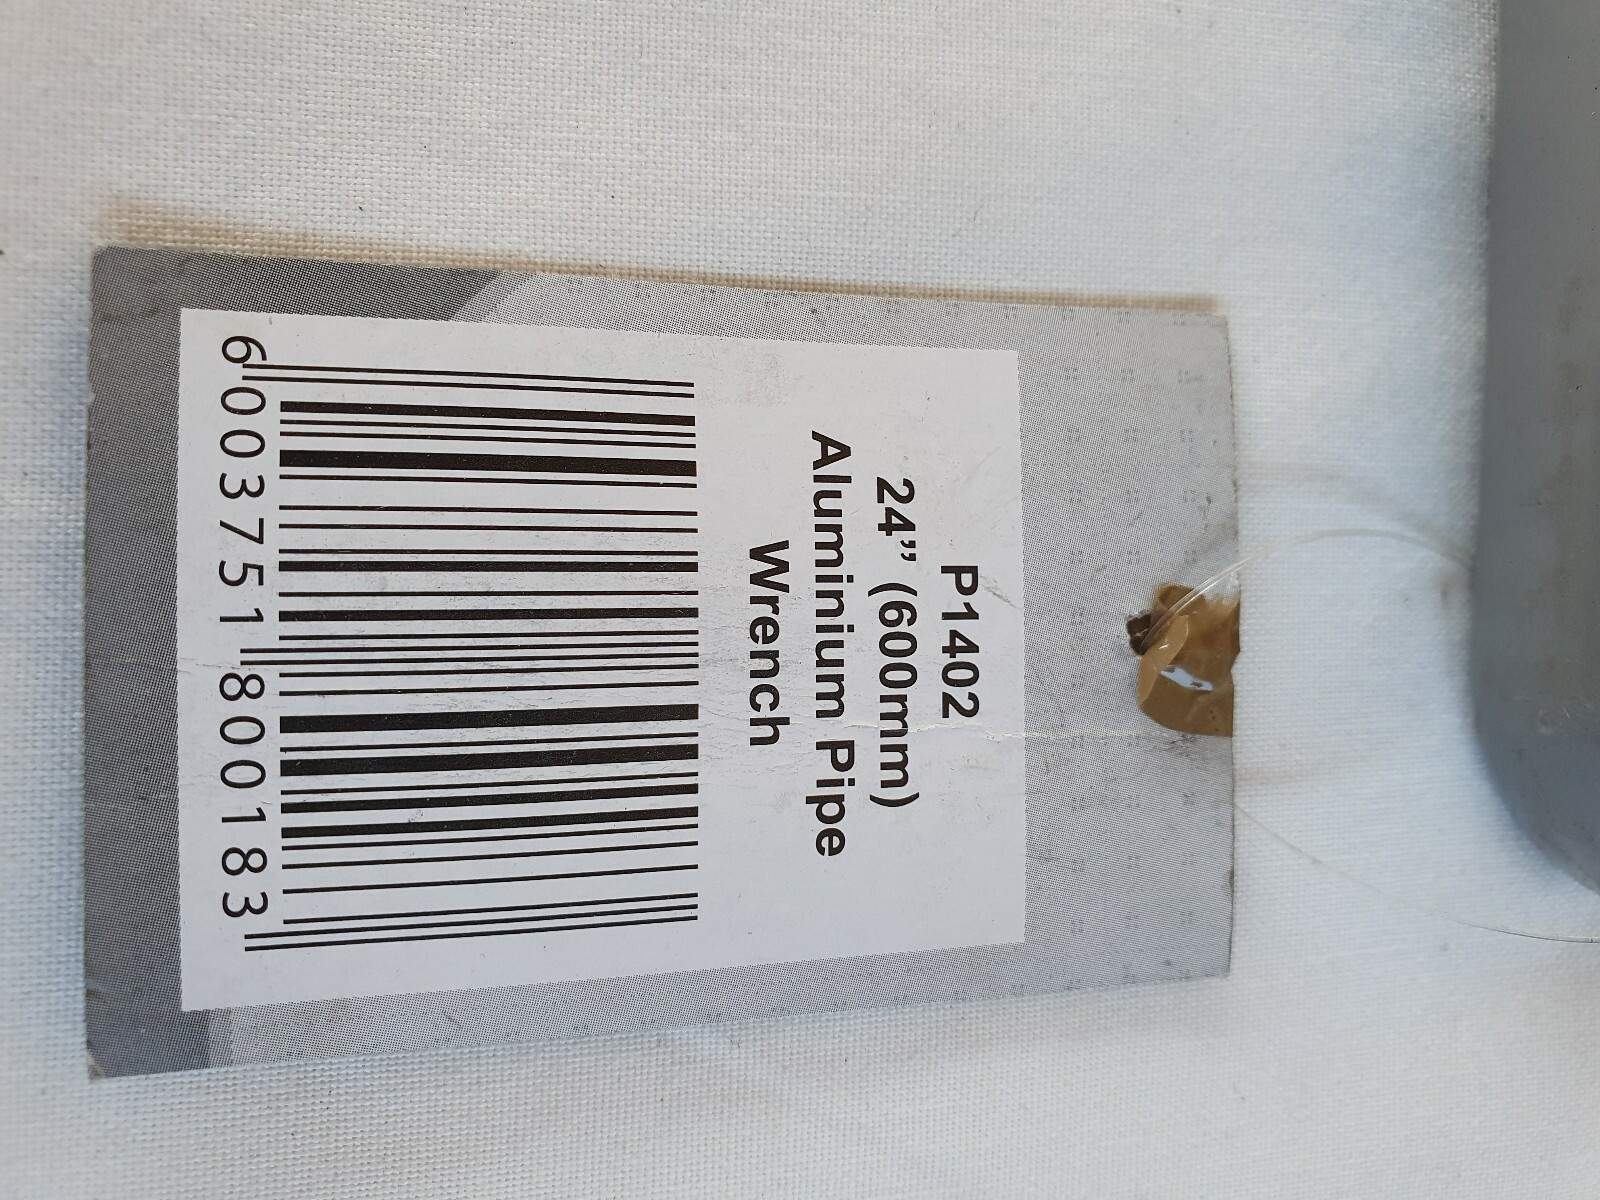 P1402
24” (600mm)
Aluminium Pipe
Wrench
6003751800183